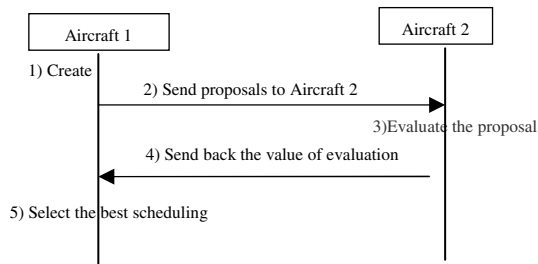 Aircraft 1
Aircraft 2
1) Create
2) Send proposals to Aircraft 2
3)Evaluate the proposal
4) Send back the value of evaluation
5) Select the best scheduling